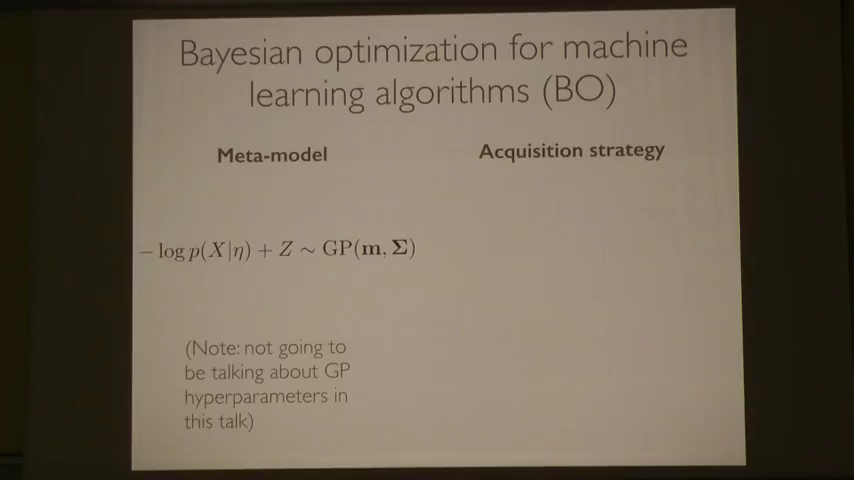 Bayesian optimization for machine
learning algorithms (BO)
Meta-model
Acquisition strategy
− log p(X|η) + Z ∼ GP(m, Σ)
(Note: not going to
be talking about GP
hyperparameters in
this talk)